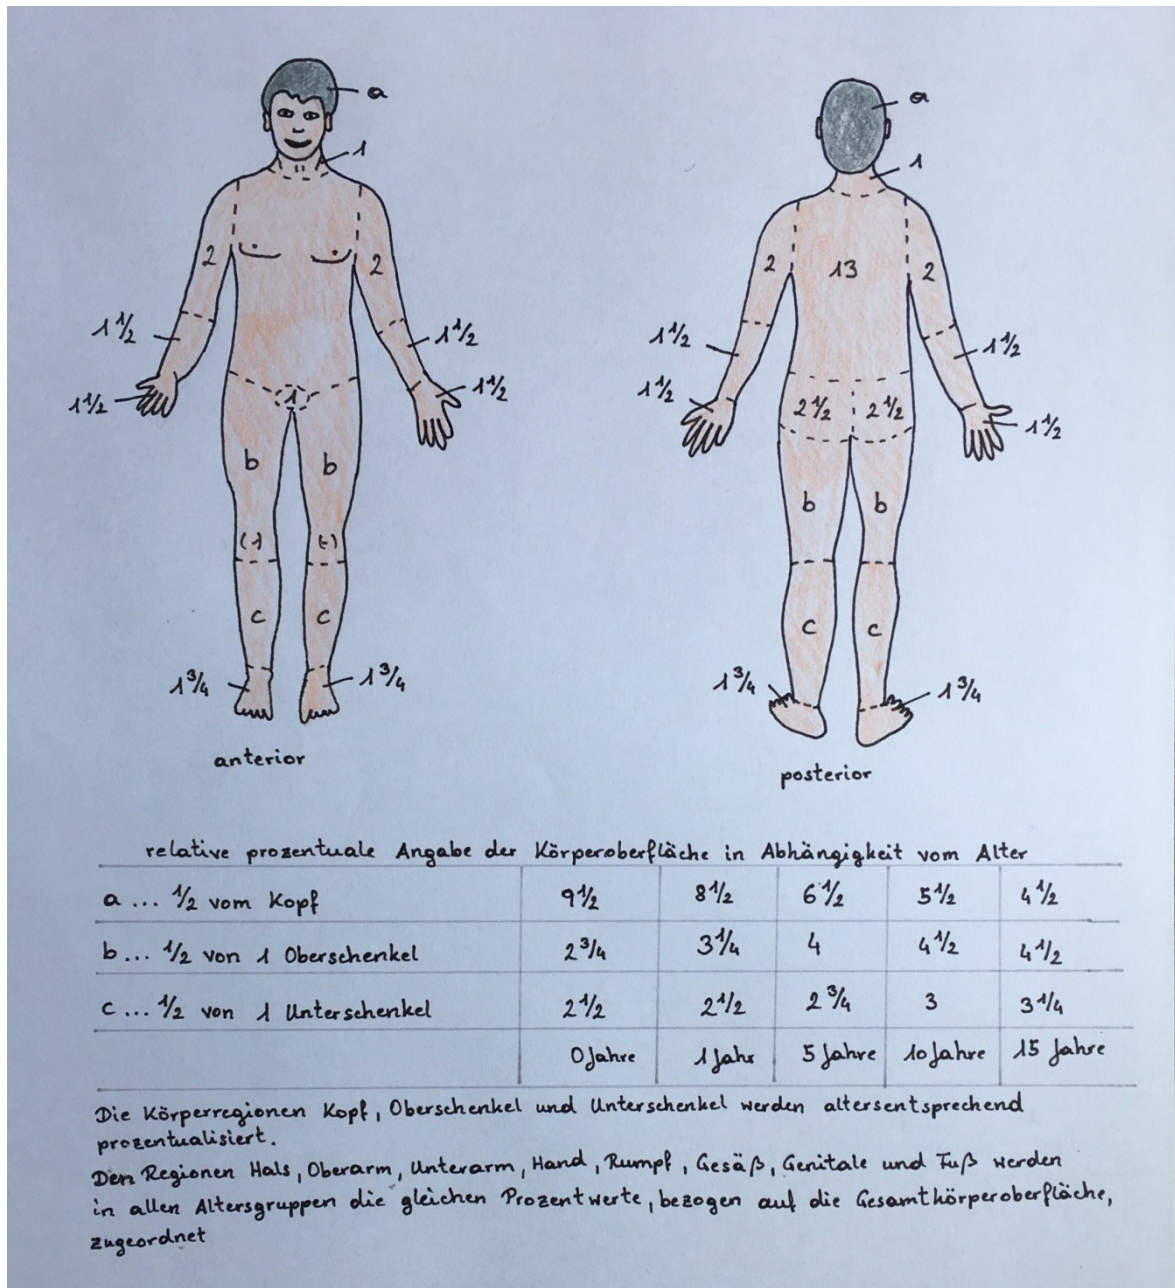 a
1
2
2
1 1/2
1 1/2
1 1/2
1 1/2
1
b
b
c
c
1 3/4
1 3/4
anterior
a
1
2
13
2
1 1/2
1 1/2
1 1/2
2 1/2
2 1/2
1 1/2
b
b
c
c
1 3/4
1 3/4
posterior
relative prozentuale Angabe der Körperoberfläche in Abhängigkeit vom Alter
a ... 1/2 vom Kopf 9 1/2 8 1/2 6 1/2 5 1/2 4 1/2
b ... 1/2 von 1 Oberschenkel 2 3/4 3 1/4 4 4 1/2 4 1/2
c ... 1/2 von 1 Unterschenkel 2 1/2 2 1/2 2 3/4 3 3 1/4
0 Jahre 1 Jahr 5 Jahre 10 Jahre 15 Jahre
Die Körperregionen Kopf, Oberschenkel und Unterschenkel werden altersentsprechend
prozentualisiert.
Den Regionen Hals, Oberarm, Unterarm, Hand, Rumpf, Gesäß, Genitale und Fuß werden
in allen Altersgruppen die gleichen Prozentwerte, bezogen auf die Gesamtkörperoberfläche,
zugeordnet